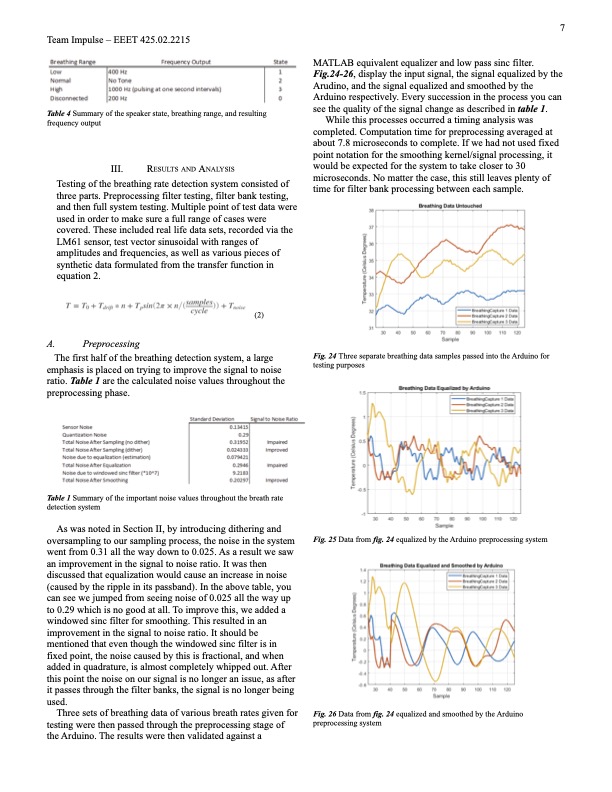 7
Team Impulse – EEET 425.02.2215
Breathing Range Frequency Output State
Low 400 Hz 1
Normal No Tone 2
High 1000 Hz (pulsing at one second intervals) 3
Disconnected 200 Hz 0
Table 4 Summary of the speaker state, breathing range, and resulting
frequency output
III. RESULTS AND ANALYSIS
Testing of the breathing rate detection system consisted of
three parts. Preprocessing filter testing, filter bank testing,
and then full system testing. Multiple point of test data were
used in order to make sure a full range of cases were
covered. These included real life data sets, recorded via the
LM61 sensor, test vector sinusoidal with ranges of
amplitudes and frequencies, as well as various pieces of
synthetic data formulated from the transfer function in
equation 2.
T = T0 + Tdrift * n + Tp sin(2π × n/(samples/cycle)) + Tnoise
(2)
A. Preprocessing
The first half of the breathing detection system, a large
emphasis is placed on trying to improve the signal to noise
ratio. Table 1 are the calculated noise values throughout the
preprocessing phase.
Standard Deviation Signal to Noise Ratio
Sensor Noise 0.13415
Quantization Noise 0.29
Total Noise After Sampling (no dither) 0.31952 Impaired
Total Noise After Sampling (dither) 0.024033 Improved
Noise due to equalization (estimation) 0.079421
Total Noise After Equalization 0.2946 Impaired
Noise due to windowed sinc filter (*10^7) 9.2183
Total Noise After Smoothing 0.20297 Improved
Table 1 Summary of the important noise values throughout the breath rate
detection system
As was noted in Section II, by introducing dithering and
oversampling to our sampling process, the noise in the system
went from 0.31 all the way down to 0.025. As a result we saw
an improvement in the signal to noise ratio. It was then
discussed that equalization would cause an increase in noise
(caused by the ripple in its passband). In the above table, you
can see we jumped from seeing noise of 0.025 all the way up
to 0.29 which is no good at all. To improve this, we added a
windowed sinc filter for smoothing. This resulted in an
improvement in the signal to noise ratio. It should be
mentioned that even though the windowed sinc filter is in
fixed point, the noise caused by this is fractional, and when
added in quadrature, is almost completely whipped out. After
this point the noise on our signal is no longer an issue, as after
it passes through the filter banks, the signal is no longer being
used.
Three sets of breathing data of various breath rates given for
testing were then passed through the preprocessing stage of
the Arduino. The results were then validated against a
MATLAB equivalent equalizer and low pass sinc filter.
Fig.24-26, display the input signal, the signal equalized by the
Arudino, and the signal equalized and smoothed by the
Arduino respectively. Every succession in the process you can
see the quality of the signal change as described in table 1.
While this processes occurred a timing analysis was
completed. Computation time for preprocessing averaged at
about 7.8 microseconds to complete. If we had not used fixed
point notation for the smoothing kernel/signal processing, it
would be expected for the system to take closer to 30
microseconds. No matter the case, this still leaves plenty of
time for filter bank processing between each sample.
Breathing Data Untouched
Temperature (Celsius Degrees)
38
37
36
35
34
33
32
31
BreathingCapture 1 Data
BreathingCapture 2 Data
BreathingCapture 3 Data
30 40 50 60 70 80 90 100 110 120
Sample
Fig. 24 Three separate breathing data samples passed into the Arduino for
testing purposes
Breathing Data Equalized by Arduino
Temperature (Celsius Degrees)
1.5
1
0.5
0
-0.5
-1
BreathingCapture 1 Data
BreathingCapture 2 Data
BreathingCapture 3 Data
30 40 50 60 70 80 90 100 110 120
Sample
Fig. 25 Data from fig. 24 equalized by the Arduino preprocessing system
Breathing Data Equalized and Smoothed by Arduino
Temperature (Celsius Degrees)
1.4
1.2
1
0.8
0.6
0.4
0.2
0
-0.2
-0.4
-0.6
BreathingCapture 1 Data
BreathingCapture 2 Data
BreathingCapture 3 Data
30 40 50 60 70 80 90 100 110 120
Sample
Fig. 26 Data from fig. 24 equalized and smoothed by the Arduino
preprocessing system